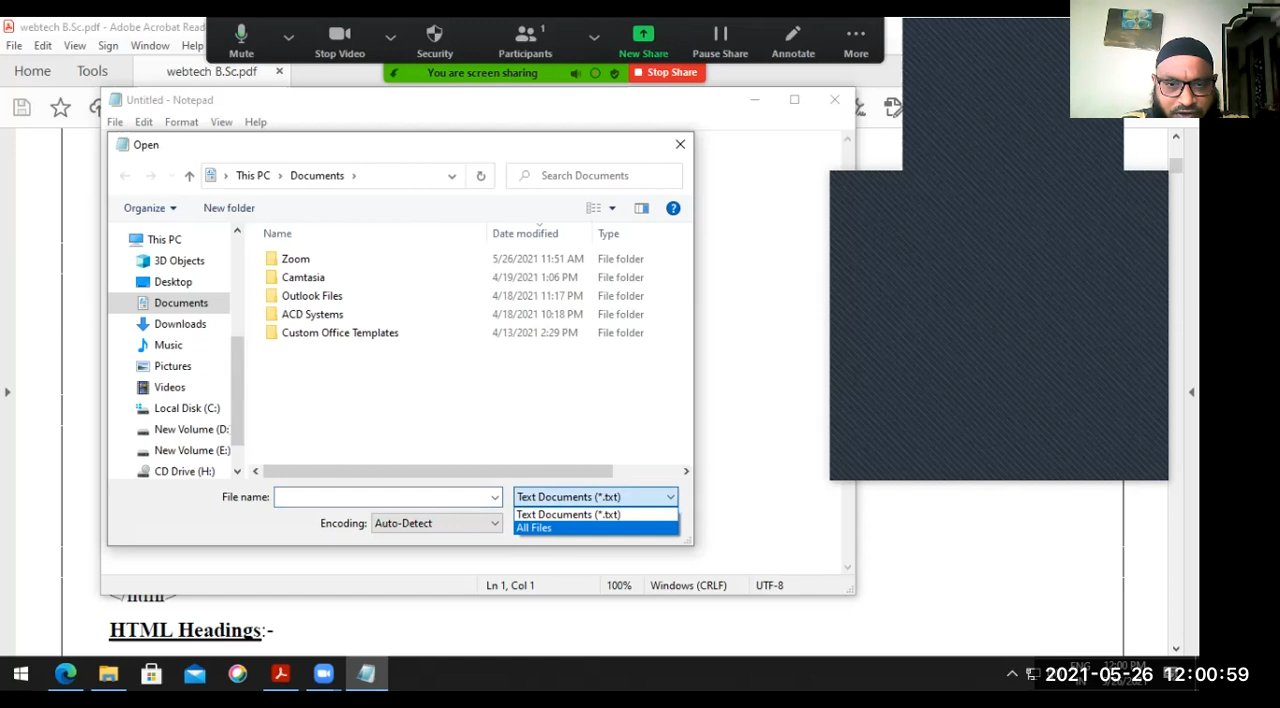 webtech B.Sc.pdf - Adobe Acrobat Read
File Edit View Sign Window Help
Mute Stop Video Security Participants 1 New Share Pause Share Annotate More
Home Tools webtech B.Sc.pdf ×
You are screen sharing Stop Share
Untitled - Notepad
File Edit Format View Help
Open
This PC Documents Search Documents
Organize New folder
Name Date modified Type
This PC
3D Objects
Desktop
Documents
Downloads
Music
Pictures
Videos
Local Disk (C:)
New Volume (D:
New Volume (E:)
CD Drive (H:)
Zoom 5/26/2021 11:51 AM File folder
Camtasia 4/19/2021 1:06 PM File folder
Outlook Files 4/18/2021 11:17 PM File folder
ACD Systems 4/18/2021 10:18 PM File folder
Custom Office Templates 4/13/2021 2:29 PM File folder
File name: Text Documents (*.txt)
Text Documents (*.txt)
All Files
Encoding: Auto-Detect
Ln 1, Col 1 100% Windows (CRLF) UTF-8
</html>
HTML Headings:-
ENG 12:00 PM
IN
2021-05-26 12:00:59